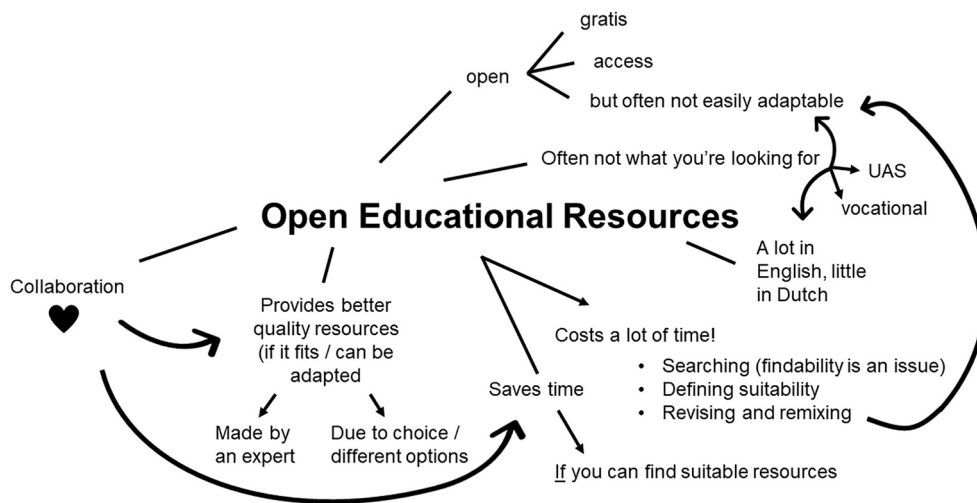 gratis
access
open
but often not easily adaptable
Often not what you're looking for
UAS
vocational
Open Educational Resources
A lot in
English, little
in Dutch
Collaboration
Provides better
quality resources
(if it fits / can be
adapted
Made by
an expert
Due to choice /
different options
Costs a lot of time!
• Searching (findability is an issue)
• Defining suitability
• Revising and remixing
Saves time
If you can find suitable resources